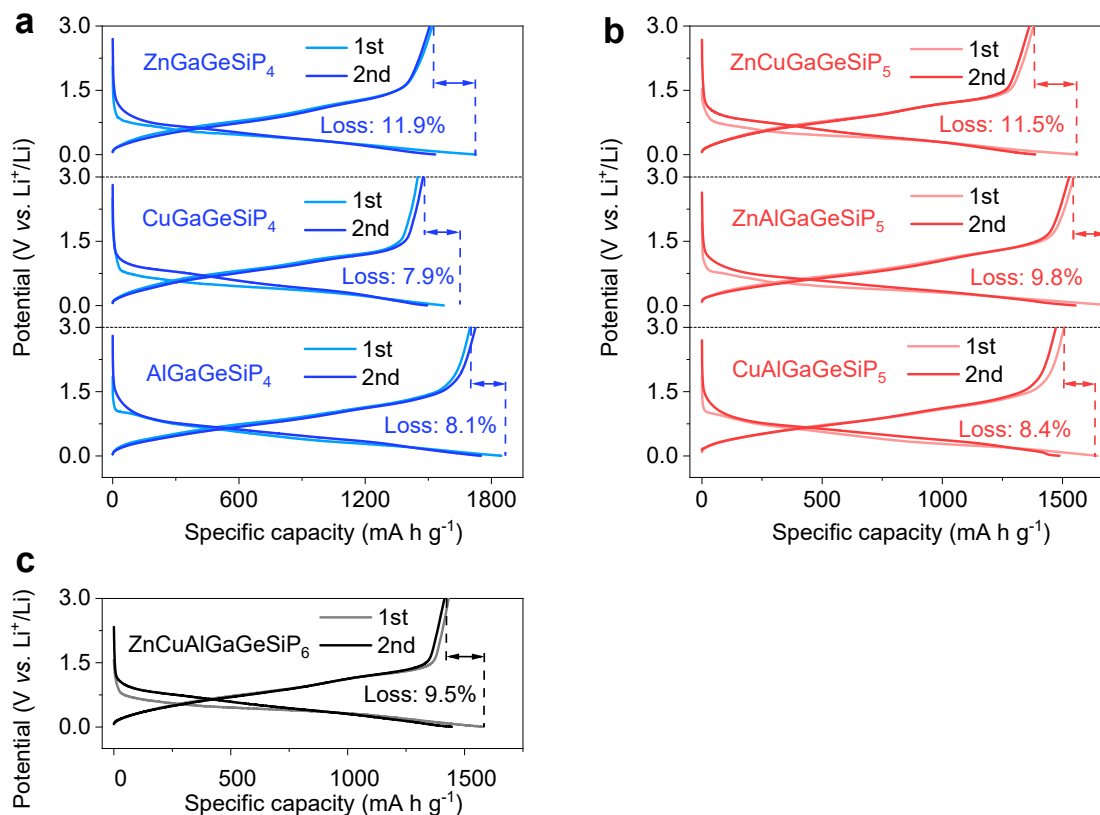 a
Potential (V vs. Li⁺/Li)
3.0
1.5
0.0
ZnGaGeSiP₄
1st
2nd
Loss: 11.9%
3.0
1.5
0.0
CuGaGeSiP₄
1st
2nd
Loss: 7.9%
3.0
1.5
0.0
AlGaGeSiP₄
1st
2nd
Loss: 8.1%
0 600 1200 1800
Specific capacity (mA h g⁻¹)
b
Potential (V vs. Li⁺/Li)
3.0
1.5
0.0
ZnCuGaGeSiP₅
1st
2nd
Loss: 11.5%
3.0
1.5
0.0
ZnAlGaGeSiP₅
1st
2nd
Loss: 9.8%
3.0
1.5
0.0
CuAlGaGeSiP₅
1st
2nd
Loss: 8.4%
0 500 1000 1500
Specific capacity (mA h g⁻¹)
c
Potential (V vs. Li⁺/Li)
3.0
1.5
0.0
ZnCuAlGaGeSiP₆
1st
2nd
Loss: 9.5%
0 500 1000 1500
Specific capacity (mA h g⁻¹)